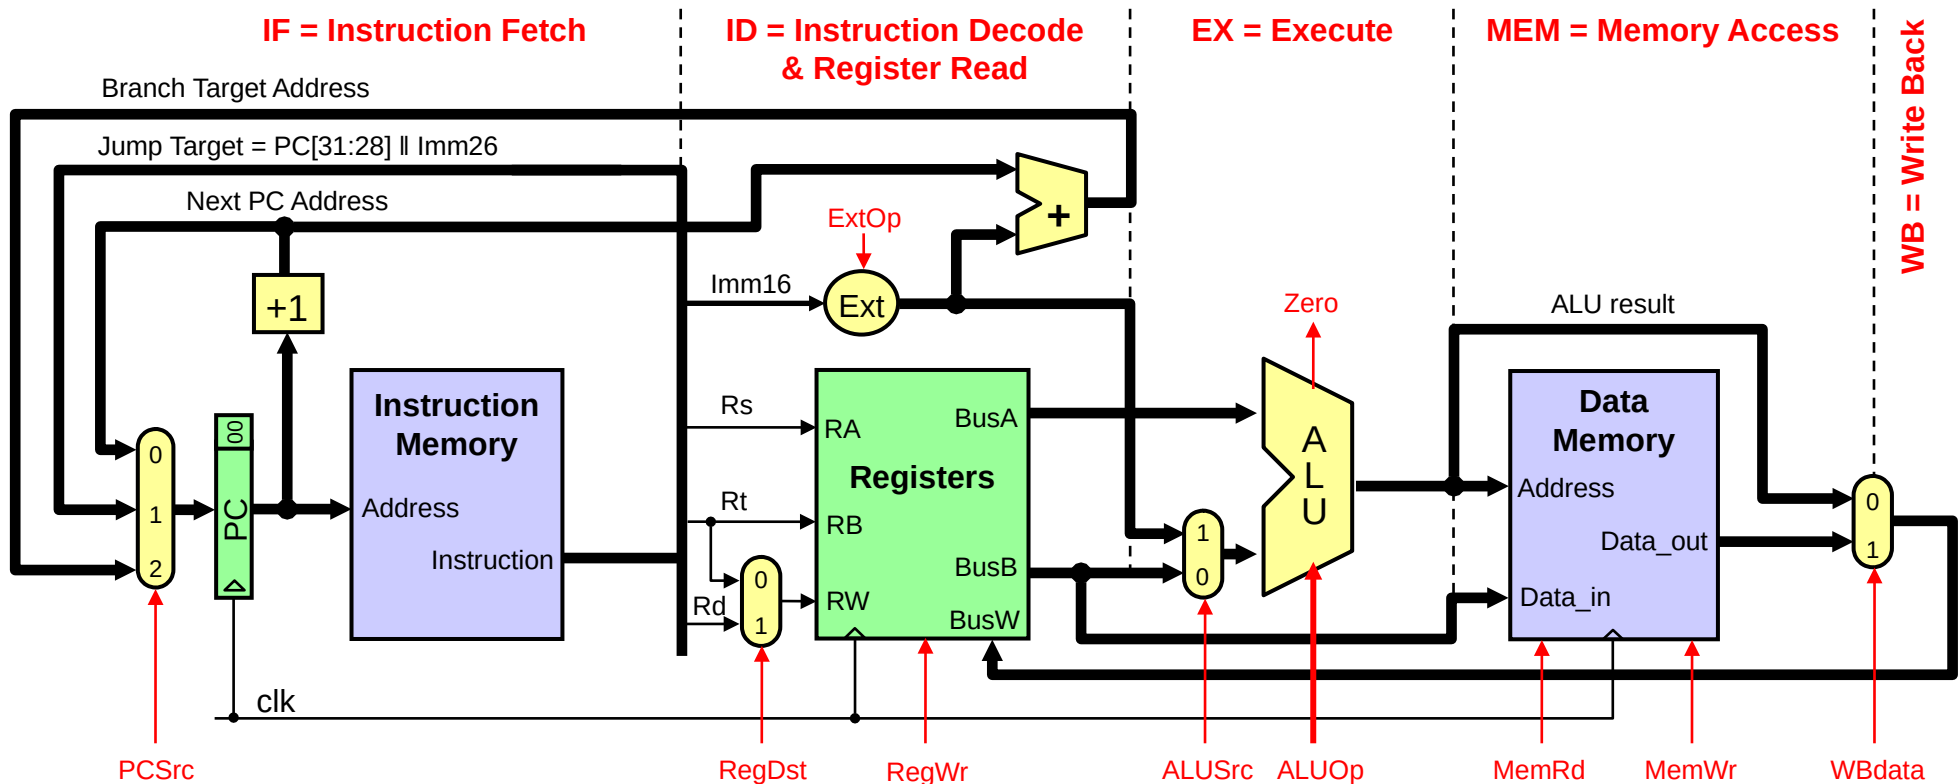 IF = Instruction Fetch
ID = Instruction Decode
& Register Read
EX = Execute
MEM = Memory Access
WB = Write Back
Branch Target Address
Jump Target = PC[31:28] ‖ Imm26
Next PC Address
+1
00
PC
0
1
2
Instruction
Memory
Address
Instruction
clk
PCSrc
ExtOp
Imm16
Ext
+
Rs
Rt
Rd
0
1
RA
RB
RW
Registers
BusA
BusB
BusW
RegDst
RegWr
Zero
1
0
A
L
U
ALUSrc
ALUOp
ALU result
Data
Memory
Address
Data_out
Data_in
0
1
MemRd
MemWr
WBdata